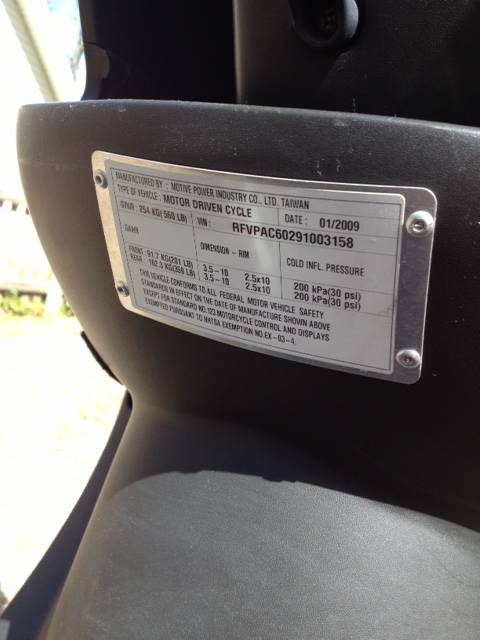 MANUFACTURED BY : MOTIVE POWER INDUSTRY CO., LTD. TAIWAN
TYPE OF VEHICLE : MOTOR DRIVEN CYCLE DATE : 01/2009
GVWR : 254 KG( 560 LB) VIN : RFVPAC60291003158
GAWR DIMENSION - RIM COLD INFL. PRESSURE
FRONT: 91.7 KG(201 LB) 3.5-10 2.5x10 200 kPa(30 psi)
REAR : 162.3 KG(358 LB) 3.5-10 2.5x10 200 kPa(30 psi)
THIS VEHICLE CONFORMS TO ALL FEDERAL MOTOR VEHICLE SAFETY
STANDARDS IN EFFECT ON THE DATE OF MANUFACTURE SHOWN ABOVE
EXCEPT FOR STANDARD NO.123 MOTORCYCLE CONTROL AND DISPLAYS
EXEMPTED PURSUANT TO NHTSA EXEMPTION NO.EX-03-4.